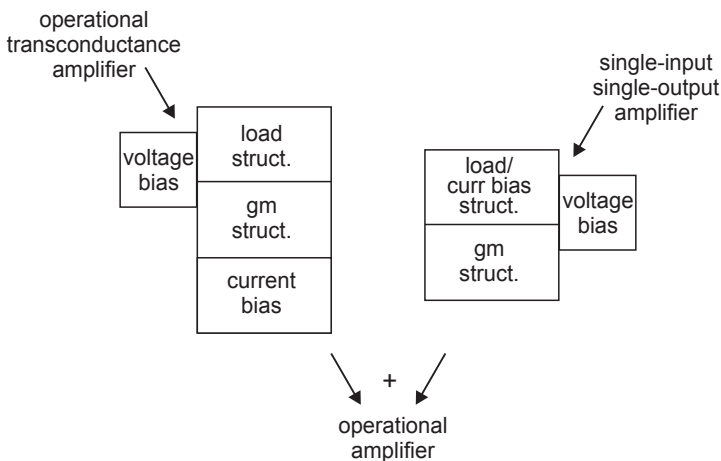 operational
transconductance
amplifier
voltage
bias
load
struct.
gm
struct.
current
bias
single-input
single-output
amplifier
load/
curr bias
struct.
gm
struct.
voltage
bias
+
operational
amplifier